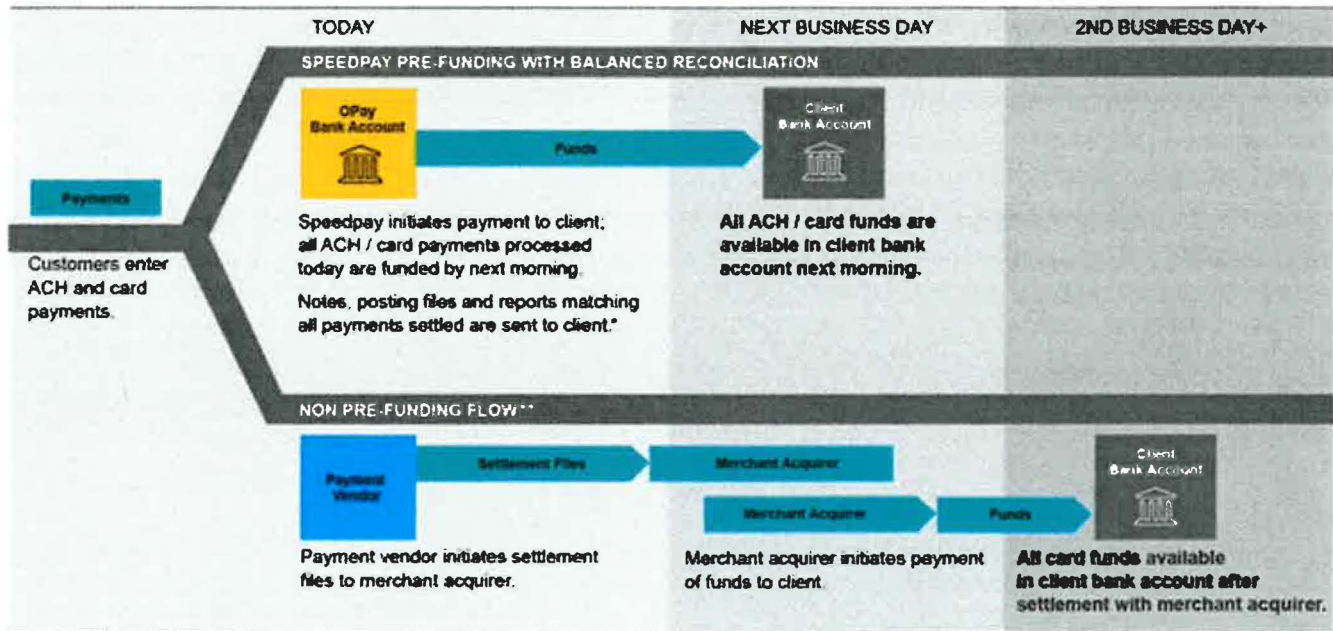 TODAY
NEXT BUSINESS DAY
2ND BUSINESS DAY+
SPEEDPAY PRE-FUNDING WITH BALANCED RECONCILIATION
OPay
Bank Account
Funds
Client
Bank Account
Payments
Customers enter
ACH and card
payments.
Speedpay initiates payment to client;
all ACH / card payments processed
today are funded by next morning.
Notes, posting files and reports matching
all payments settled are sent to client.*
All ACH / card funds are
available in client bank
account next morning.
NON PRE-FUNDING FLOW**
Payment
Vendor
Settlement Files
Merchant Acquirer
Merchant Acquirer
Funds
Client
Bank Account
Payment vendor initiates settlement
files to merchant acquirer.
Merchant acquirer initiates payment
of funds to client.
All card funds available
in client bank account after
settlement with merchant acquirer.